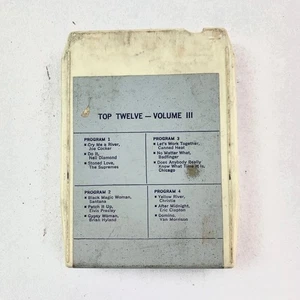 TOP TWELVE — VOLUME III
PROGRAM 1
Cry Me a River,
Joe Cocker
Do It,
Neil Diamond
Stoned Love,
The Supremes
PROGRAM 2
Black Magic Woman,
Santana
Patch It Up,
Elvis Presley
Gypsy Woman,
Brian Hyland
PROGRAM 3
Let's Work Together,
Canned Heat
No Matter What,
Badfinger
Does Anybody Really
Know What Time It Is,
Chicago
PROGRAM 4
Yellow River,
Christie
After Midnight,
Eric Clapton
Domino,
Van Morrison